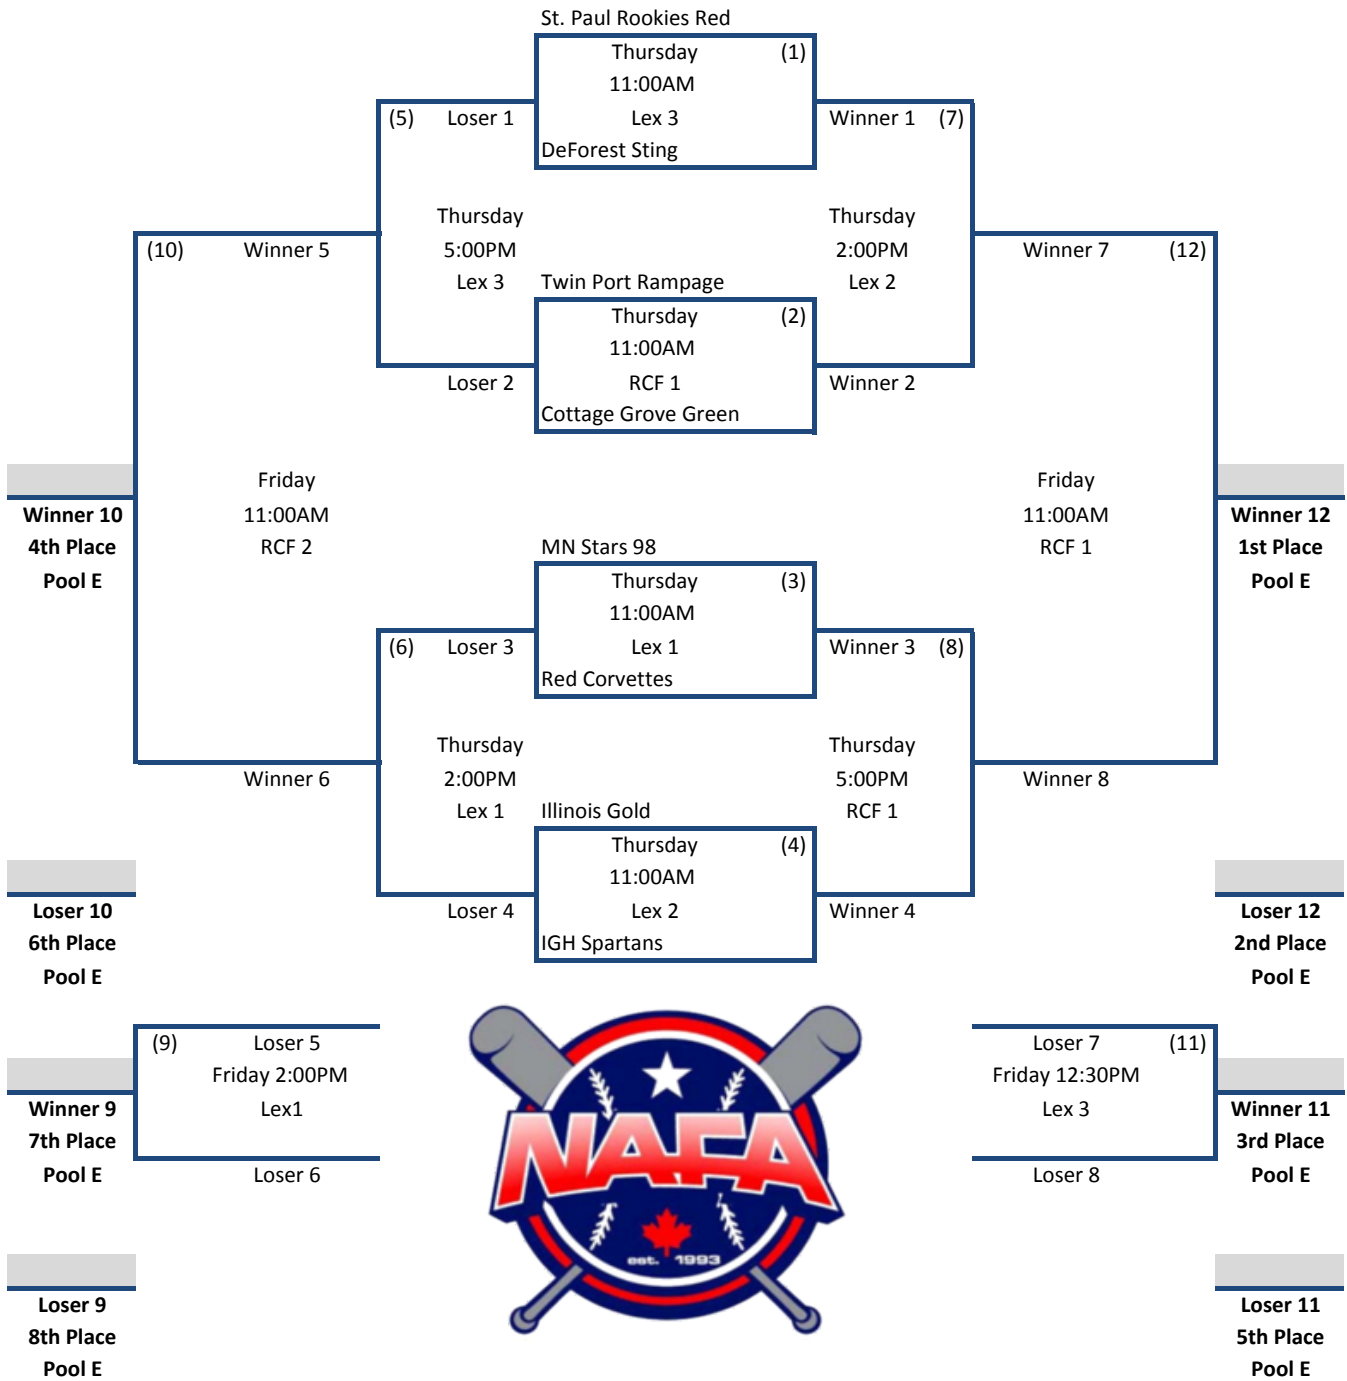 St. Paul Rookies Red
Thursday (1)
11:00AM
(5) Loser 1 Lex 3 Winner 1 (7)
DeForest Sting
Thursday Thursday
(10) Winner 5 5:00PM 2:00PM Winner 7 (12)
Lex 3 Twin Port Rampage Lex 2
Thursday (2)
11:00AM
Loser 2 RCF 1 Winner 2
Cottage Grove Green
Friday Friday
Winner 10 11:00AM 11:00AM Winner 12
4th Place RCF 2 MN Stars 98 RCF 1 1st Place
Pool E Thursday (3) Pool E
11:00AM
(6) Loser 3 Lex 1 Winner 3 (8)
Red Corvettes
Thursday Thursday
Winner 6 2:00PM 5:00PM Winner 8
Lex 1 Illinois Gold RCF 1
Thursday (4)
11:00AM
Loser 10 Loser 4 Lex 2 Winner 4 Loser 12
6th Place IGH Spartans 2nd Place
Pool E Pool E
(9) Loser 5 Loser 7 (11)
Friday 2:00PM Friday 12:30PM
Winner 9 Lex1 Lex 3 Winner 11
7th Place NAFA 3rd Place
Pool E Loser 6 Loser 8 Pool E
est. 1993
Loser 9 Loser 11
8th Place 5th Place
Pool E Pool E